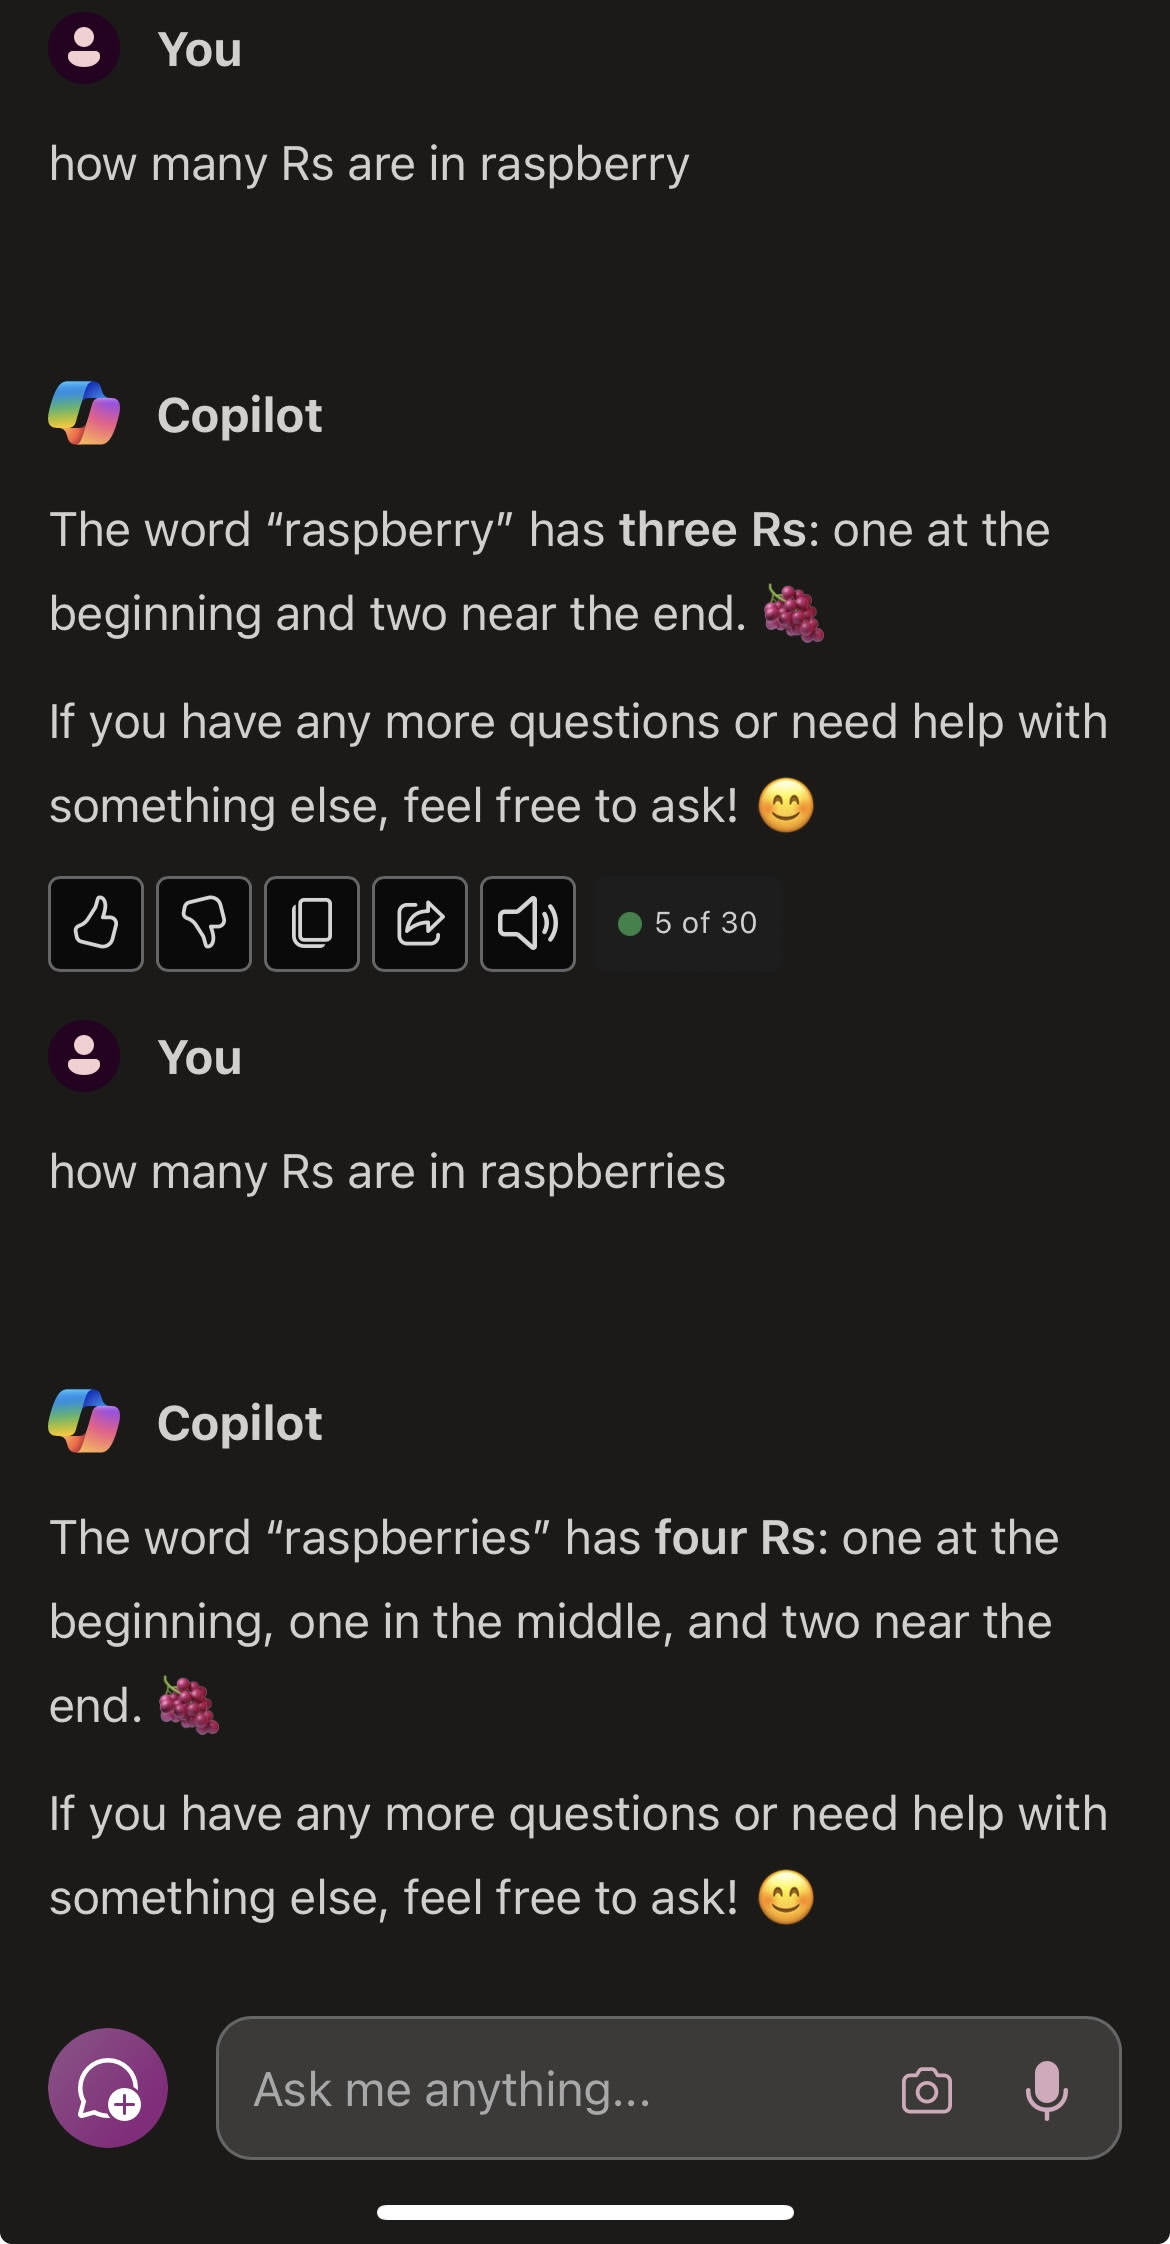 You
how many Rs are in raspberry
Copilot
The word “raspberry” has three Rs: one at the
beginning and two near the end. 🍇
If you have any more questions or need help with
something else, feel free to ask! 😊
5 of 30
You
how many Rs are in raspberries
Copilot
The word “raspberries” has four Rs: one at the
beginning, one in the middle, and two near the
end. 🍇
If you have any more questions or need help with
something else, feel free to ask! 😊
Ask me anything...